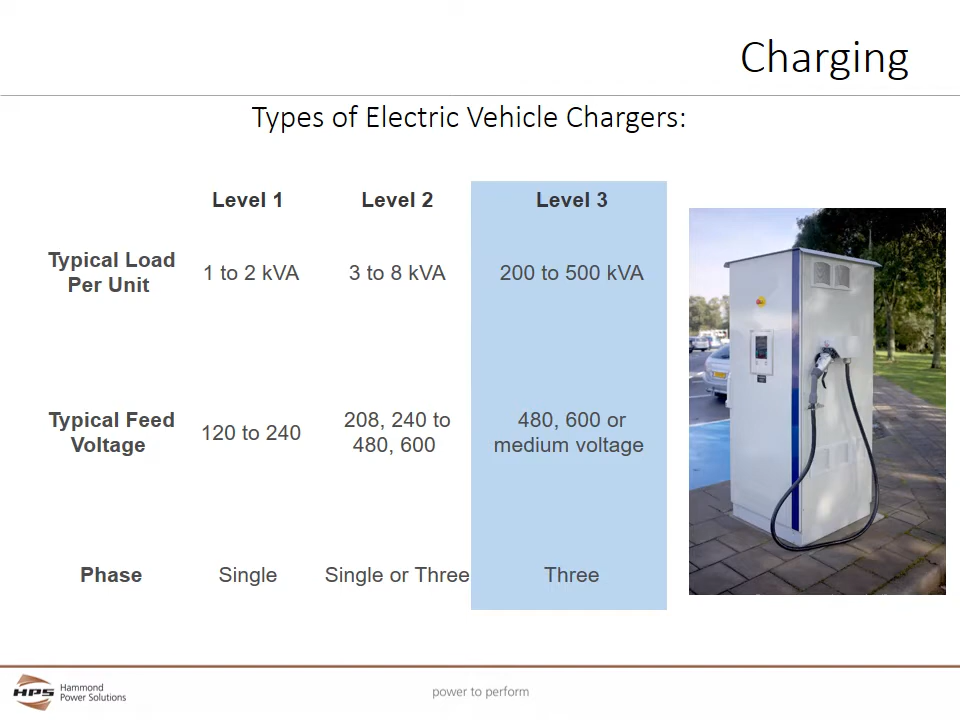 Charging
Types of Electric Vehicle Chargers:
Level 1 Level 2 Level 3
Typical Load
Per Unit
1 to 2 kVA 3 to 8 kVA 200 to 500 kVA
Typical Feed
Voltage
120 to 240
208, 240 to
480, 600
480, 600 or
medium voltage
Phase Single Single or Three Three
HPS
Hammond
Power Solutions
power to perform